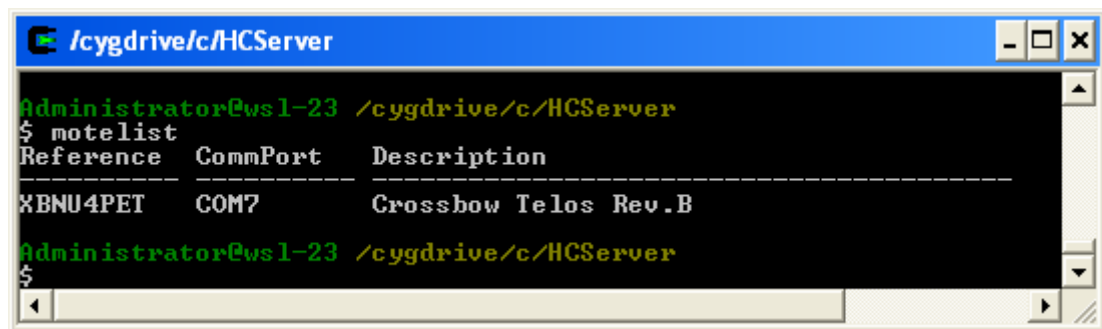 /cygdrive/c/HCServer
Administrator@wsl-23 /cygdrive/c/HCServer
$ motelist
Reference CommPort Description
---------- ---------- ----------------------------------------
XBNU4PET COM7 Crossbow Telos Rev.B
Administrator@wsl-23 /cygdrive/c/HCServer
$